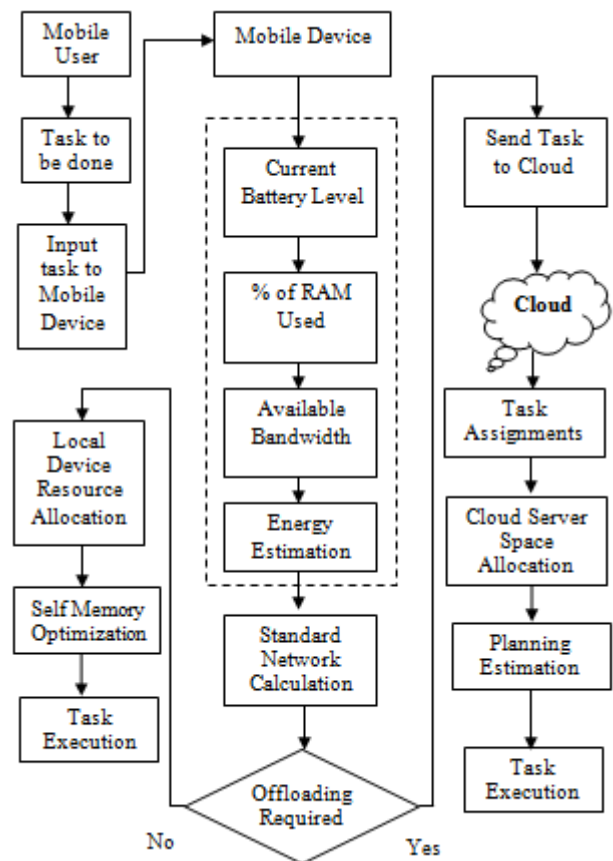 Mobile
User
Task to
be done
Input
task to
Mobile
Device
Mobile Device
Current
Battery Level
% of RAM
Used
Available
Bandwidth
Energy
Estimation
Standard
Network
Calculation
Offloading
Required
No
Yes
Local
Device
Resource
Allocation
Self Memory
Optimization
Task
Execution
Send Task
to Cloud
Cloud
Task
Assignments
Cloud Server
Space
Allocation
Planning
Estimation
Task
Execution